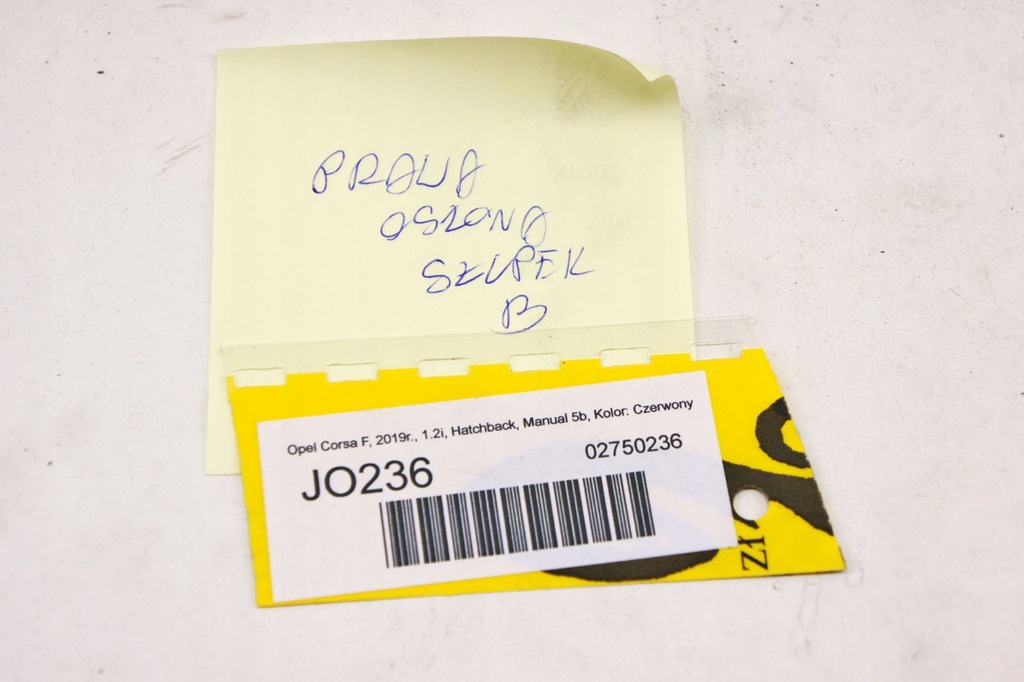 PRAWA
OSŁONA
SŁUPEK
B
Opel Corsa F, 2019r., 1.2i, Hatchback, Manual 5b, Kolor: Czerwony
JO236
02750236